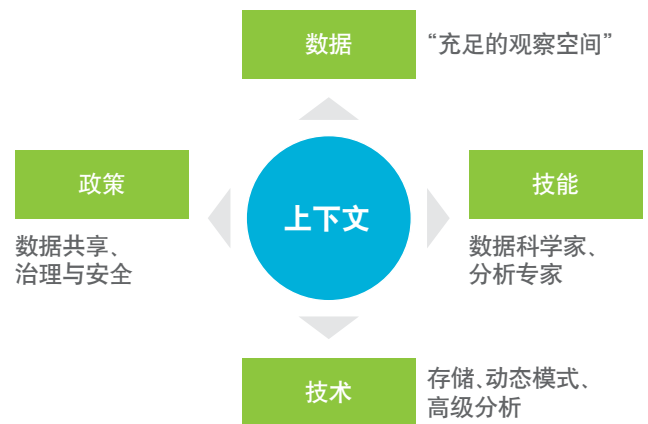 数据
“充足的观察空间”
政策
数据共享、
治理与安全
上下文
技能
数据科学家、
分析专家
技术
存储、动态模式、
高级分析